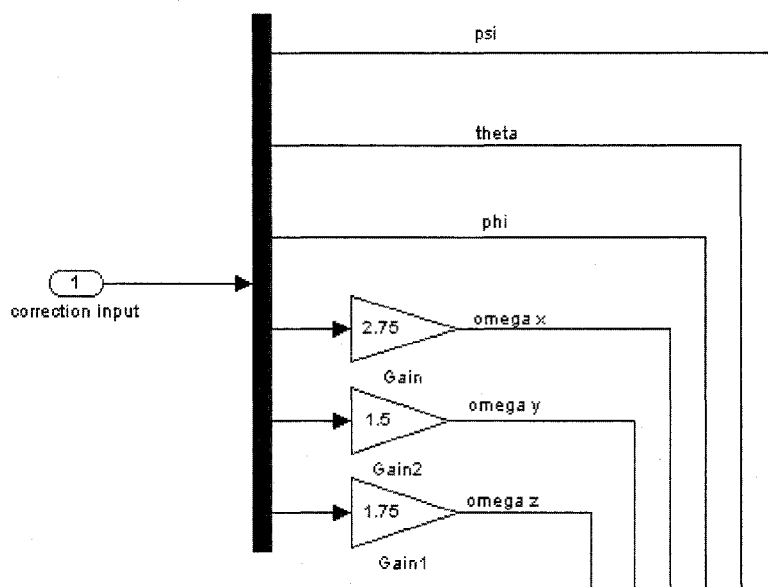 psi
theta
phi
1
correction input
2.75
omega x
Gain
1.5
omega y
Gain2
1.75
omega z
Gain1